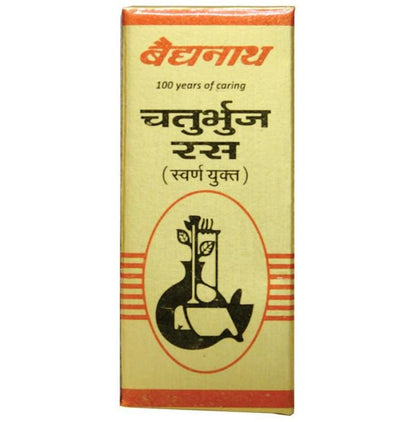 बैद्यनाथ
100 years of caring
चतुर्भुज
रस
(स्वर्ण युक्त)